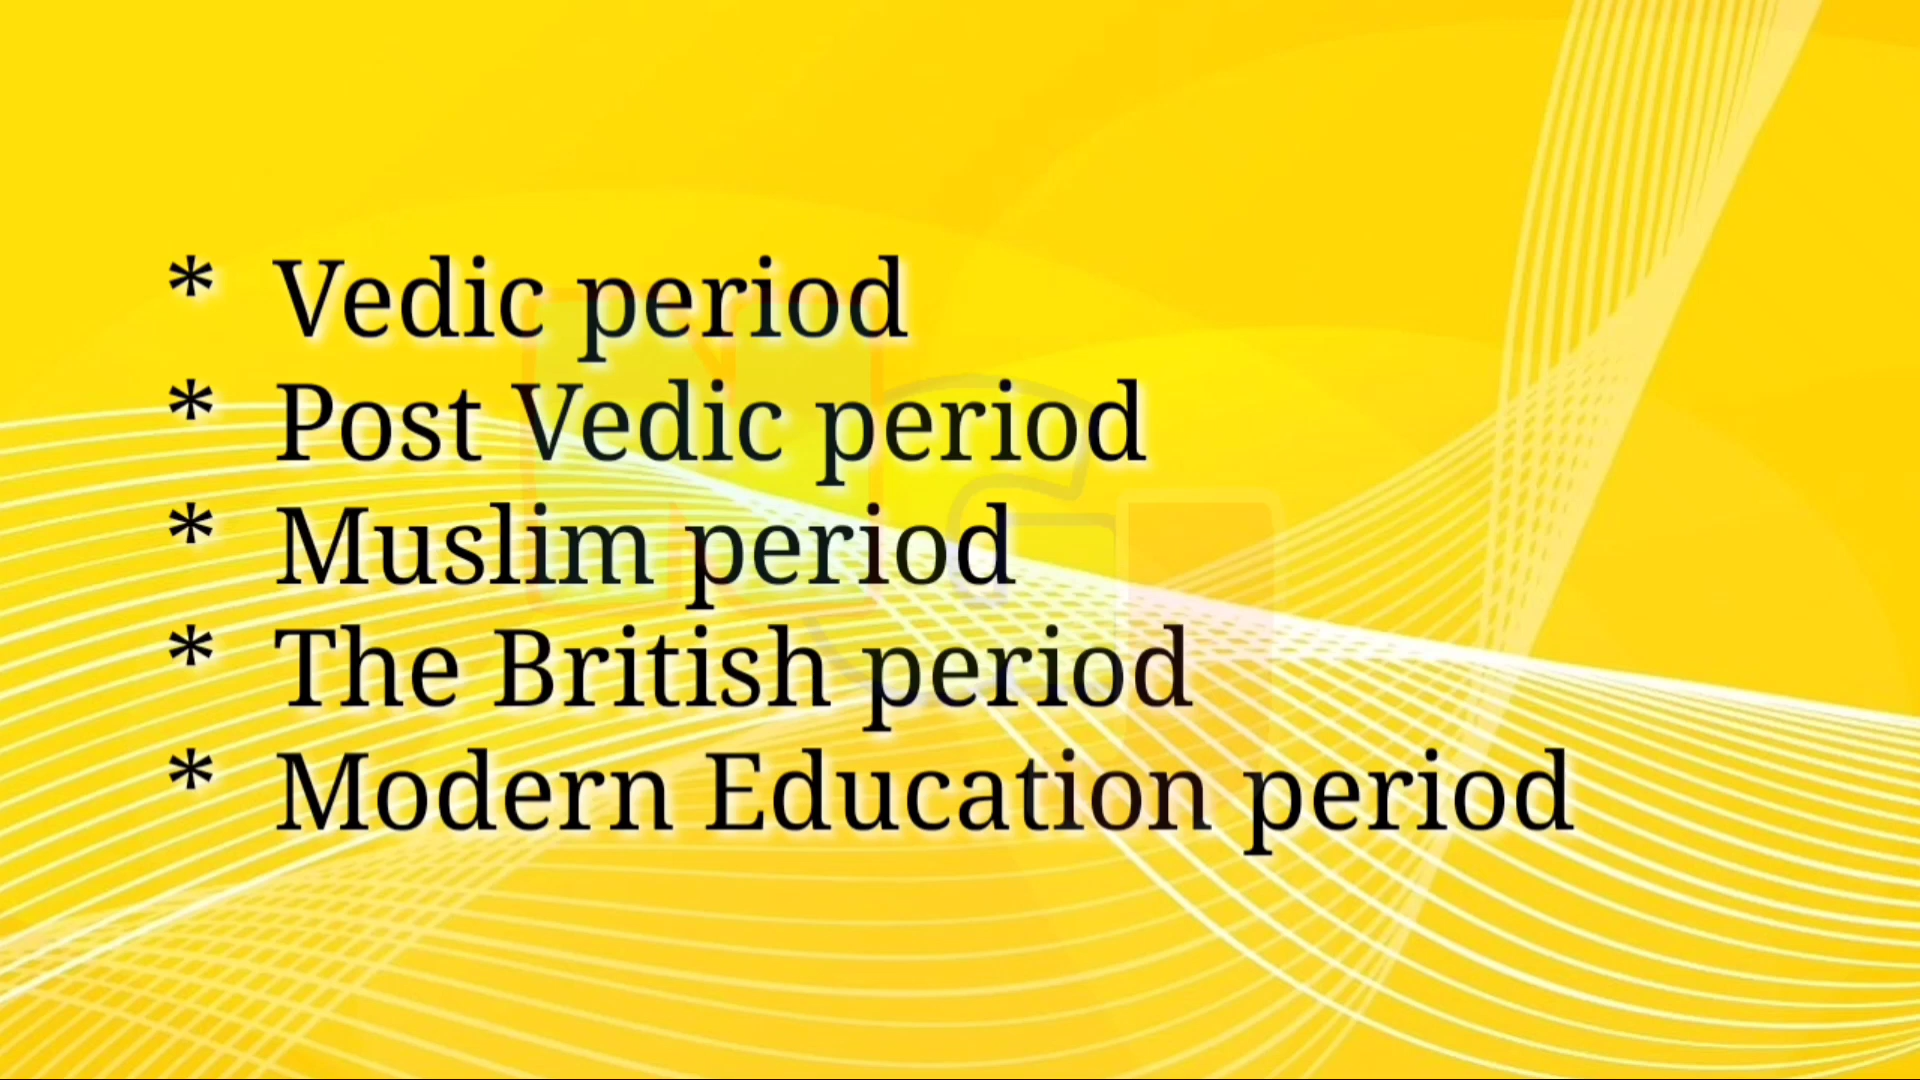 * Vedic period
* Post Vedic period
* Muslim period
* The British period
* Modern Education period